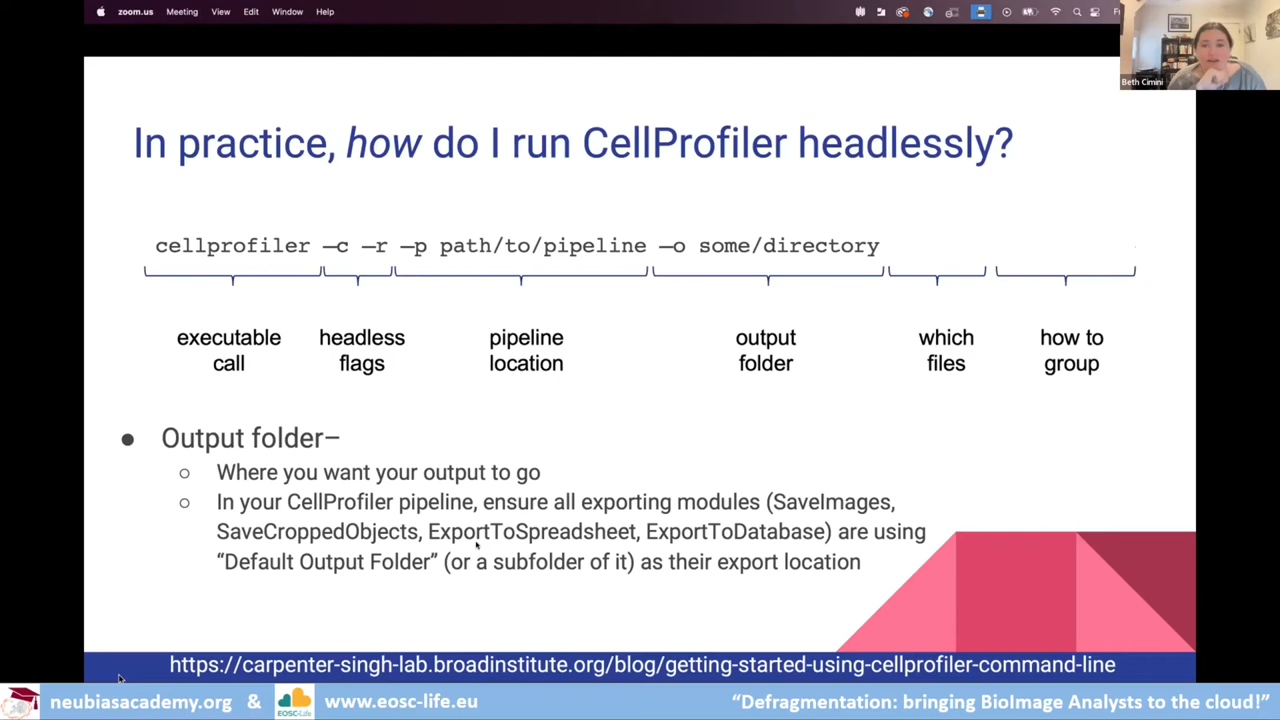 zoom.us Meeting View Edit Window Help
Beth Cimini
In practice, how do I run CellProfiler headlessly?
cellprofiler –c –r –p path/to/pipeline –o some/directory
executable call
headless flags
pipeline location
output folder
which files
how to group
● Output folder–
○ Where you want your output to go
○ In your CellProfiler pipeline, ensure all exporting modules (SaveImages,
SaveCroppedObjects, ExportToSpreadsheet, ExportToDatabase) are using
“Default Output Folder” (or a subfolder of it) as their export location
https://carpenter-singh-lab.broadinstitute.org/blog/getting-started-using-cellprofiler-command-line
neubiasacademy.org & EOSC-Life www.eosc-life.eu “Defragmentation: bringing BioImage Analysts to the cloud!”